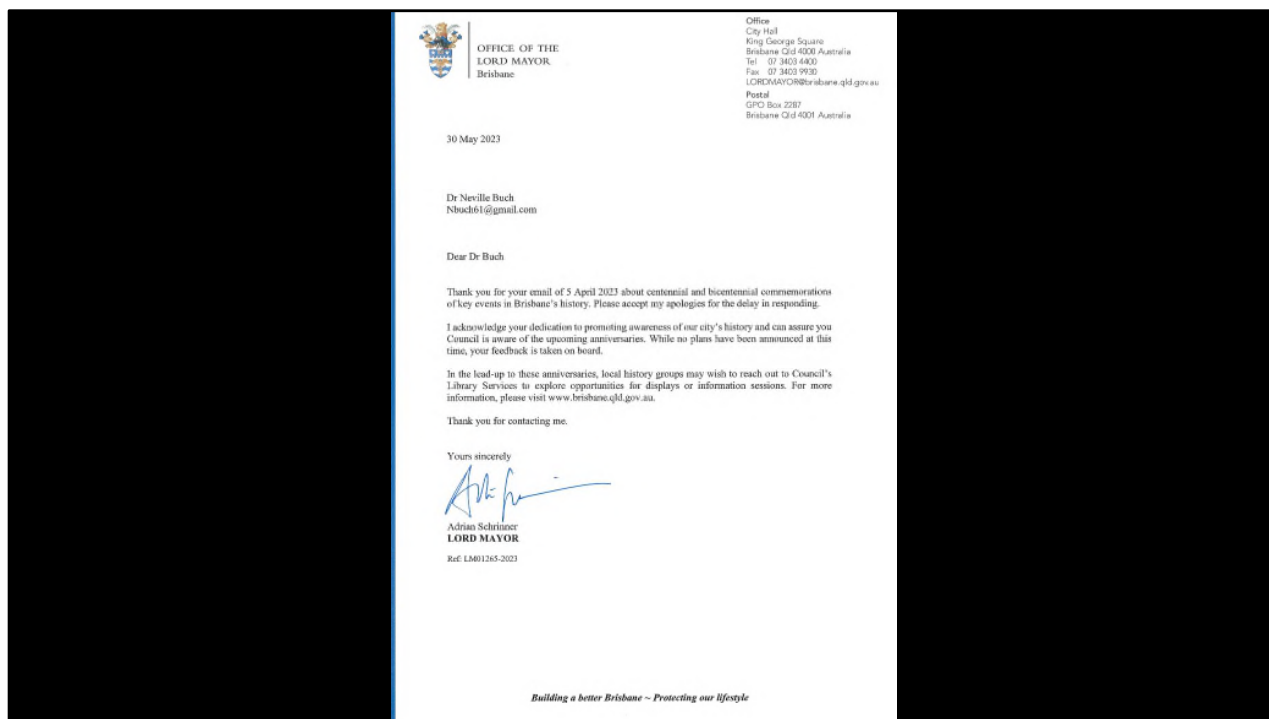 OFFICE OF THE
LORD MAYOR
Brisbane
Office
City Hall
King George Square
Brisbane Qld 4000 Australia
Tel 07 3403 4400
Fax 07 3403 9930
LORDMAYOR@brisbane.qld.gov.au
Postal
GPO Box 2287
Brisbane Qld 4001 Australia
30 May 2023
Dr Neville Buch
Nbuch61@gmail.com
Dear Dr Buch
Thank you for your email of 5 April 2023 about centennial and bicentennial commemorations
of key events in Brisbane's history. Please accept my apologies for the delay in responding.
I acknowledge your dedication to promoting awareness of our city's history and can assure you
Council is aware of the upcoming anniversaries. While no plans have been announced at this
time, your feedback is taken on board.
In the lead-up to these anniversaries, local history groups may wish to reach out to Council's
Library Services to explore opportunities for displays or information sessions. For more
information, please visit www.brisbane.qld.gov.au.
Thank you for contacting me.
Yours sincerely
Adrian Schrinner
LORD MAYOR
Ref: LM01265-2023
Building a better Brisbane ~ Protecting our lifestyle